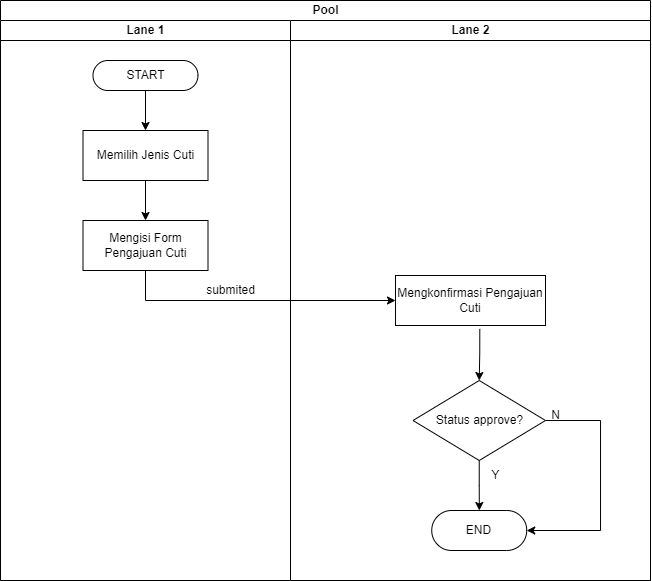 Pool
Lane 1
Lane 2
START
Memilih Jenis Cuti
Mengisi Form
Pengajuan Cuti
submited
Mengkonfirmasi Pengajuan
Cuti
Status approve?
N
Y
END